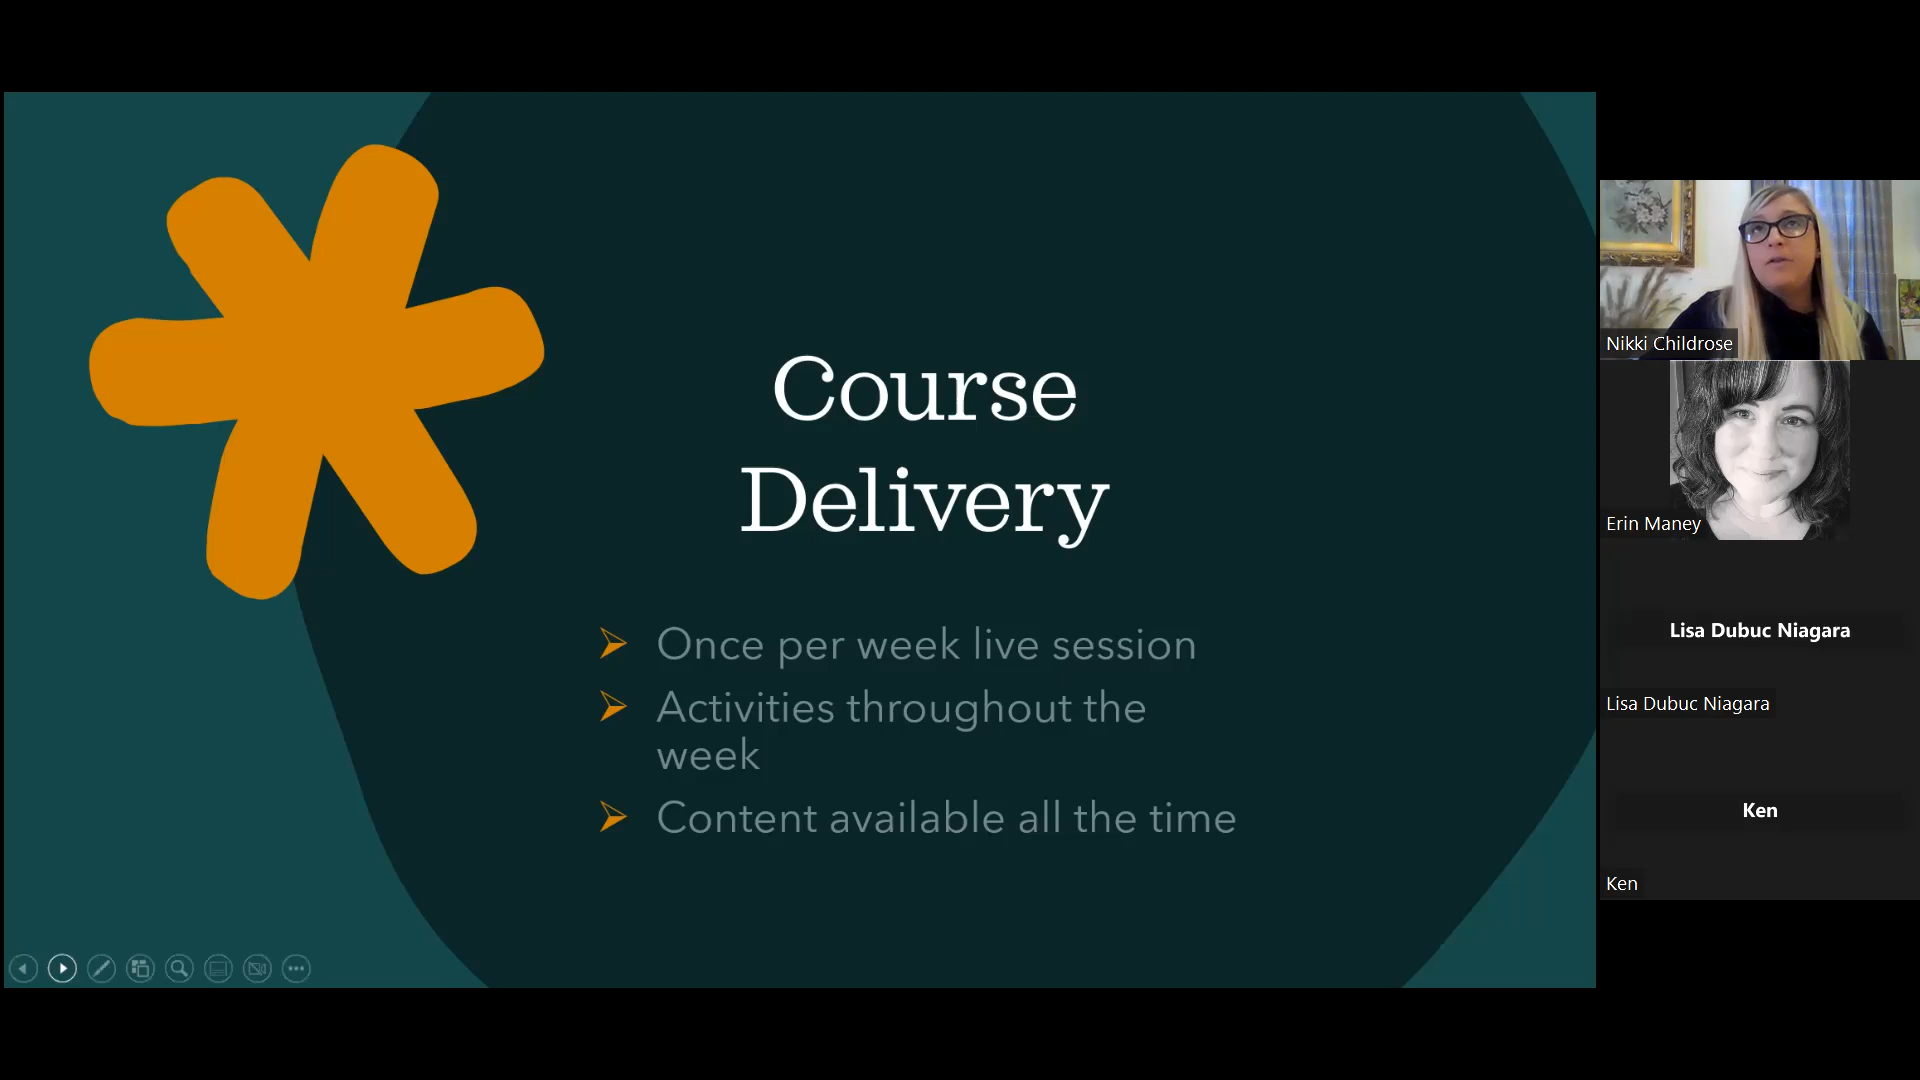 Course
Delivery
Once per week live session
Activities throughout the
week
Content available all the time
Nikki Childrose
Erin Maney
Lisa Dubuc Niagara
Lisa Dubuc Niagara
Ken
Ken